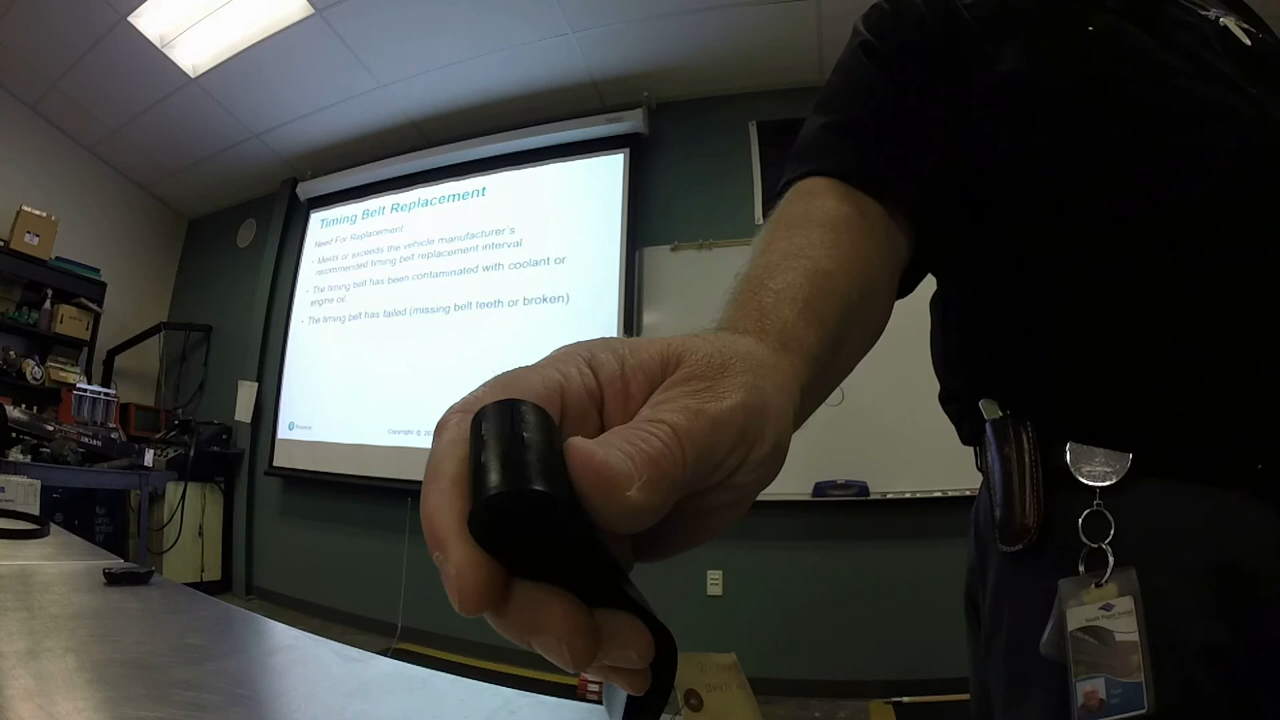 Timing Belt Replacement
Need For Replacement
• Meets or exceeds the vehicle manufacturer's
recommended timing belt replacement interval.
• The timing belt has been contaminated with coolant or
engine oil.
• The timing belt has failed (missing belt teeth or broken)
Copyright ©